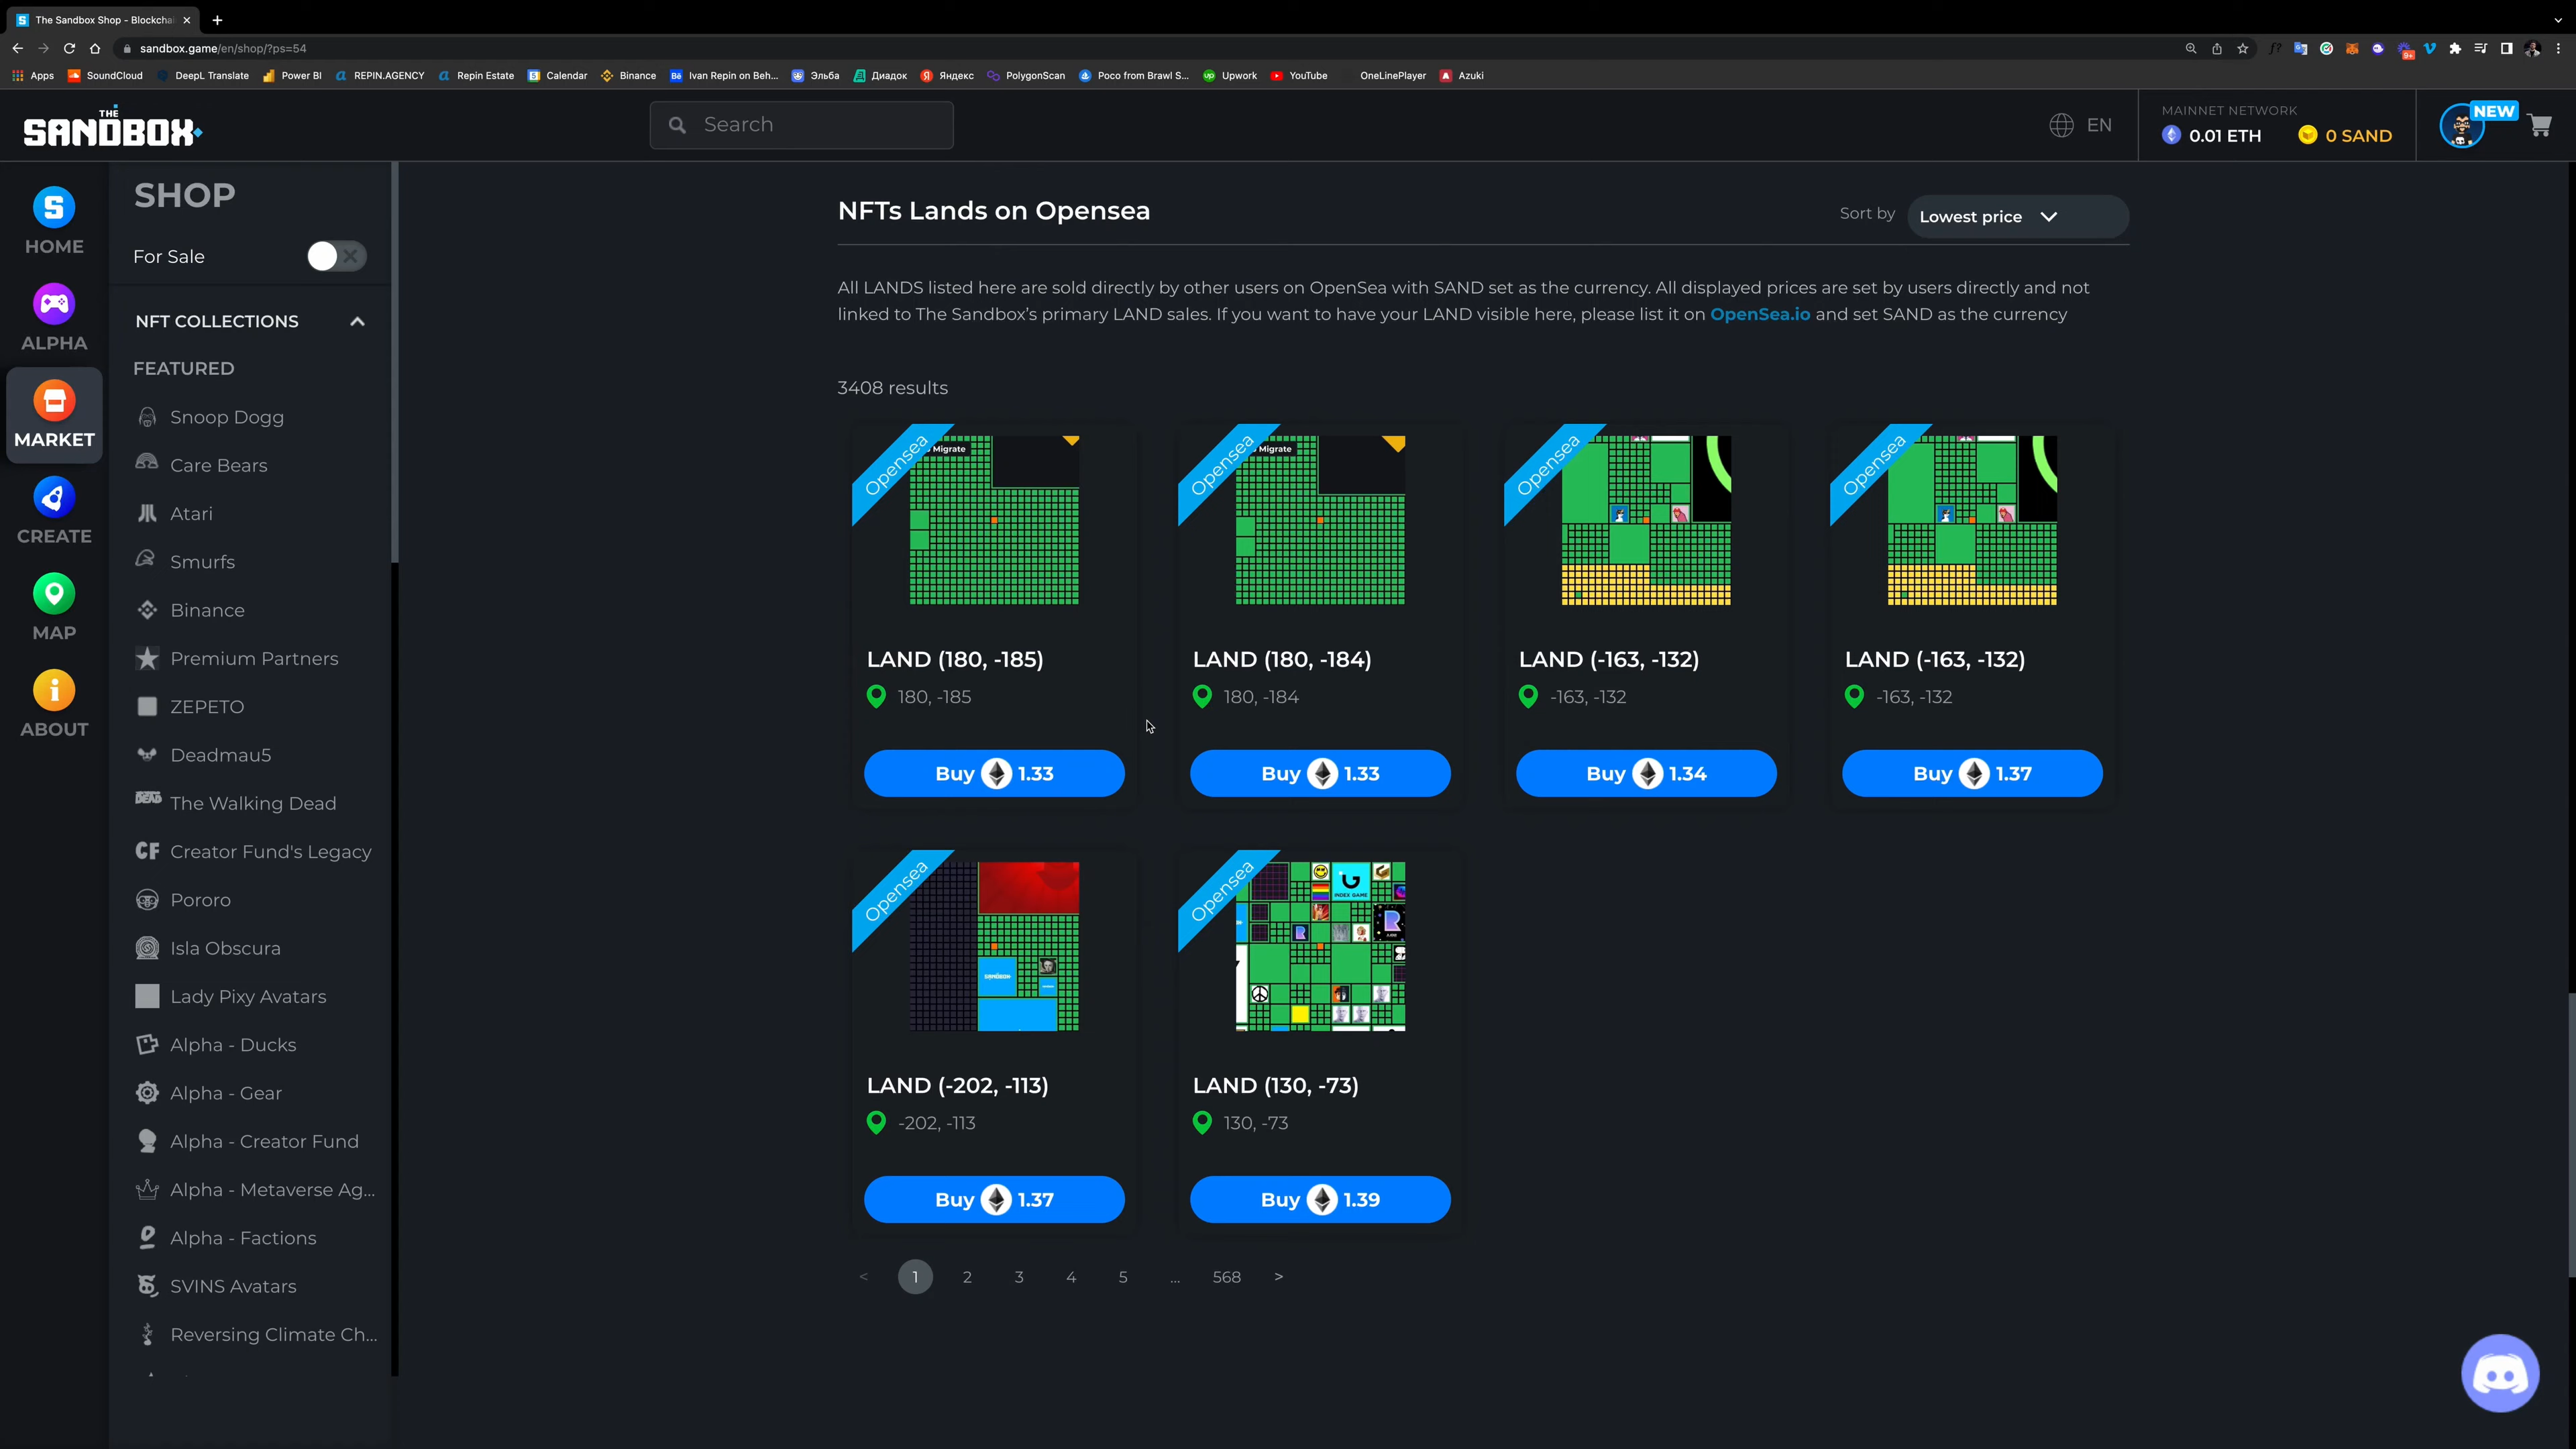 The Sandbox Shop - Blockcha
sandbox.game/en/shop/?ps=54
Apps
SoundCloud
DeepL Translate
Power BI
REPIN.AGENCY
Repin Estate
Calendar
Binance
Ivan Repin on Beh...
Эльба
Диадок
Яндекс
PolygonScan
Poco from Brawl S...
Upwork
YouTube
OneLinePlayer
Azuki
THE
SANDBOX
Search
EN
MAINNET NETWORK
0.01 ETH
0 SAND
NEW
HOME
ALPHA
MARKET
CREATE
MAP
ABOUT
SHOP
For Sale
NFT COLLECTIONS
FEATURED
Snoop Dogg
Care Bears
Atari
Smurfs
Binance
Premium Partners
ZEPETO
Deadmau5
The Walking Dead
Creator Fund's Legacy
Pororo
Isla Obscura
Lady Pixy Avatars
Alpha - Ducks
Alpha - Gear
Alpha - Creator Fund
Alpha - Metaverse Ag...
Alpha - Factions
SVINS Avatars
Reversing Climate Ch...
NFTs Lands on Opensea
Sort by
Lowest price
All LANDS listed here are sold directly by other users on OpenSea with SAND set as the currency. All displayed prices are set by users directly and not
linked to The Sandbox's primary LAND sales. If you want to have your LAND visible here, please list it on OpenSea.io and set SAND as the currency
3408 results
Opensea
Migrate
LAND (180, -185)
180, -185
Buy 1.33
Opensea
Migrate
LAND (180, -184)
180, -184
Buy 1.33
Opensea
LAND (-163, -132)
-163, -132
Buy 1.34
Opensea
LAND (-163, -132)
-163, -132
Buy 1.37
Opensea
SANDBOX
LAND (-202, -113)
-202, -113
Buy 1.37
Opensea
INDEX GAME
LAND (130, -73)
130, -73
Buy 1.39
< 1 2 3 4 5 ... 568 >